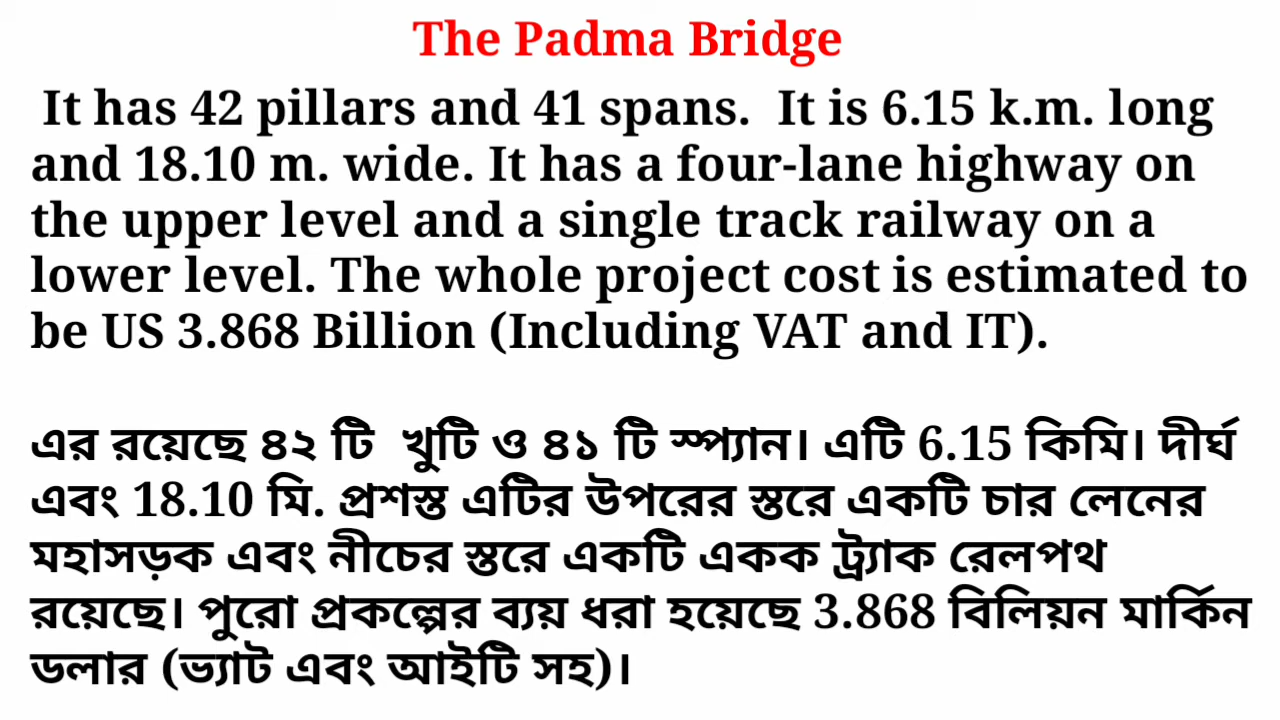 The Padma Bridge
It has 42 pillars and 41 spans. It is 6.15 k.m. long
and 18.10 m. wide. It has a four-lane highway on
the upper level and a single track railway on a
lower level. The whole project cost is estimated to
be US 3.868 Billion (Including VAT and IT).
এর রয়েছে ৪২ টি খুটি ও ৪১ টি স্প্যান। এটি 6.15 কিমি। দীর্ঘ
এবং 18.10 মি. প্রশস্ত এটির উপরের স্তরে একটি চার লেনের
মহাসড়ক এবং নীচের স্তরে একটি একক ট্র্যাক রেলপথ
রয়েছে। পুরো প্রকল্পের ব্যয় ধরা হয়েছে 3.868 বিলিয়ন মার্কিন
ডলার (ভ্যাট এবং আইটি সহ)।